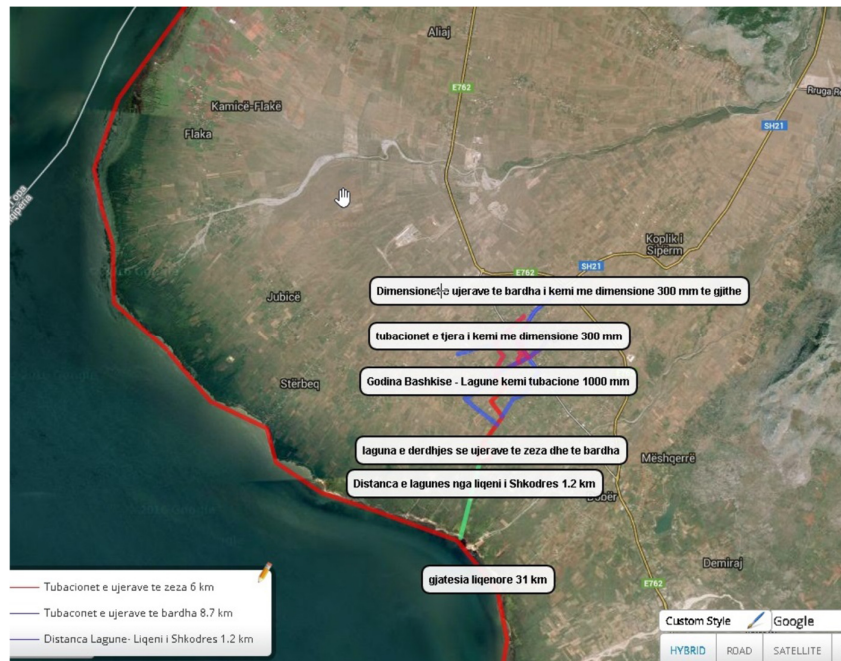 Aliaj
E762
Kamicë-Flakë
Flaka
SH21
Koplik i
Sipërm
E762
SH21
Dimensionet e ujerave te bardha i kemi me dimensione 300 mm te gjithe
Jubicë
tubacionet e tjera i kemi me dimensione 300 mm
Godina Bashkise - Lagune kemi tubacione 1000 mm
Stërbeq
laguna e derdhjes se ujerave te zeza dhe te bardha
Mëshqerrë
Distanca e lagunes nga liqeni i Shkodres 1.2 km
Demiraj
gjatesia liqenore 31 km
E762
Tubacionet e ujerave te zeza 6 km
Tubaconet e ujerave te bardha 8.7 km
Distanca Lagune- Liqeni i Shkodres 1.2 km
Custom Style
Google
HYBRID
ROAD
SATELLITE